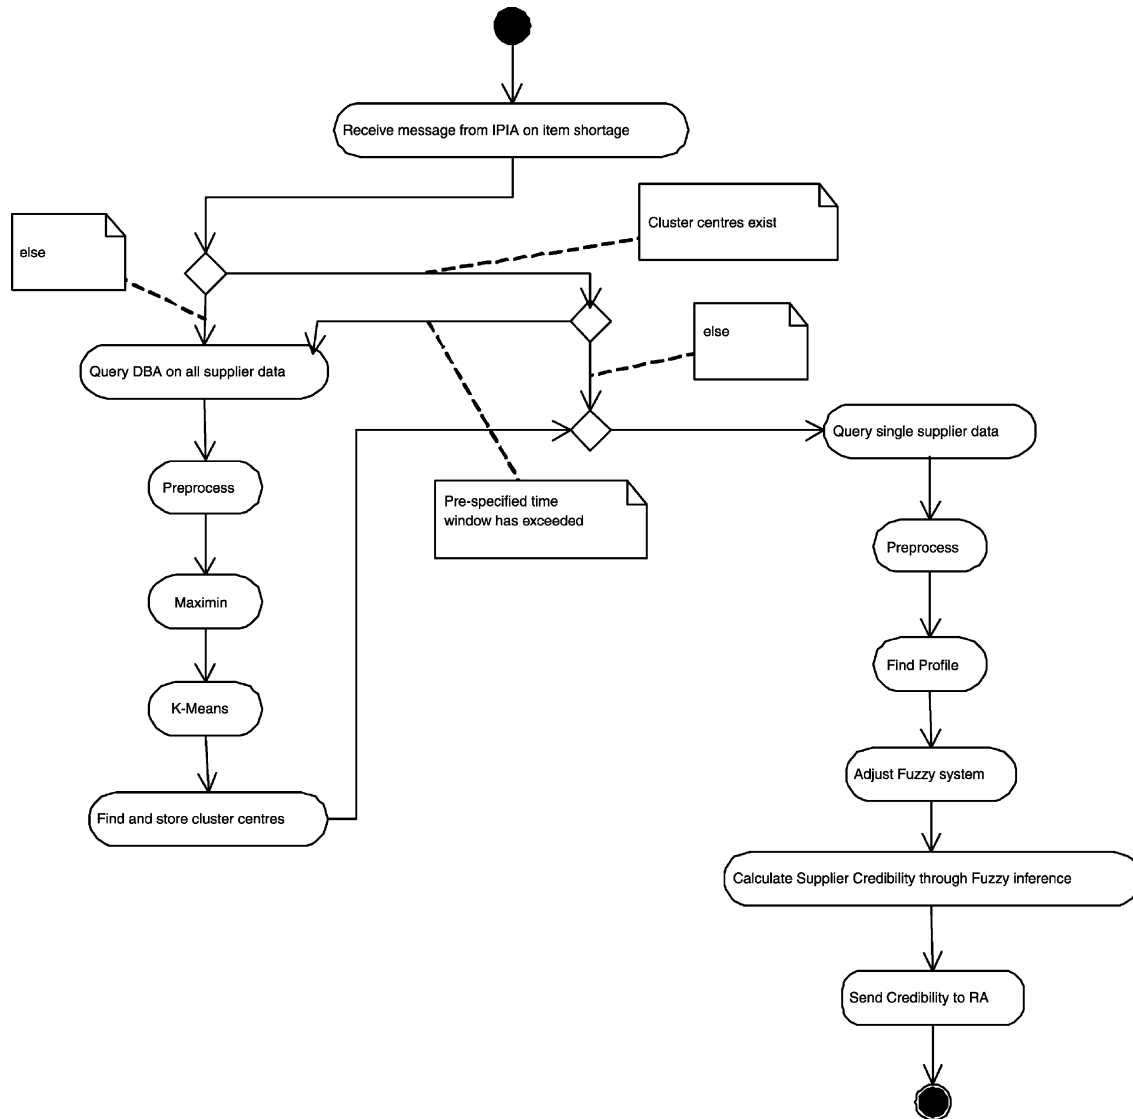 Receive message from IPIA on item shortage
Cluster centres exist
else
else
Query DBA on all supplier data
Query single supplier data
Preprocess
Pre-specified time
window has exceeded
Preprocess
Maximin
Find Profile
K-Means
Adjust Fuzzy system
Find and store cluster centres
Calculate Supplier Credibility through Fuzzy inference
Send Credibility to RA